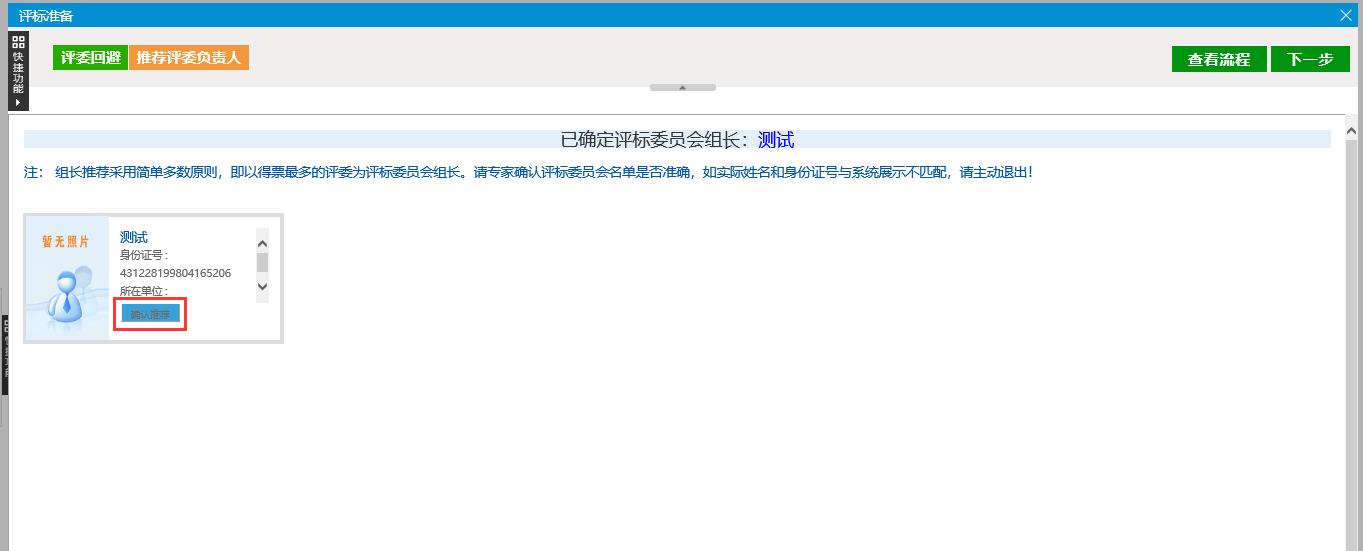 评标准备
快捷功能
评委回避 推荐评委负责人
查看流程 下一步
已确定评标委员会组长：测试
注： 组长推荐采用简单多数原则，即以得票最多的评委为评标委员会组长。请专家确认评标委员会名单是否准确，如实际姓名和身份证号与系统展示不匹配，请主动退出！
暂无照片
测试
身份证号：
431228199804165206
所在单位：
确认推荐